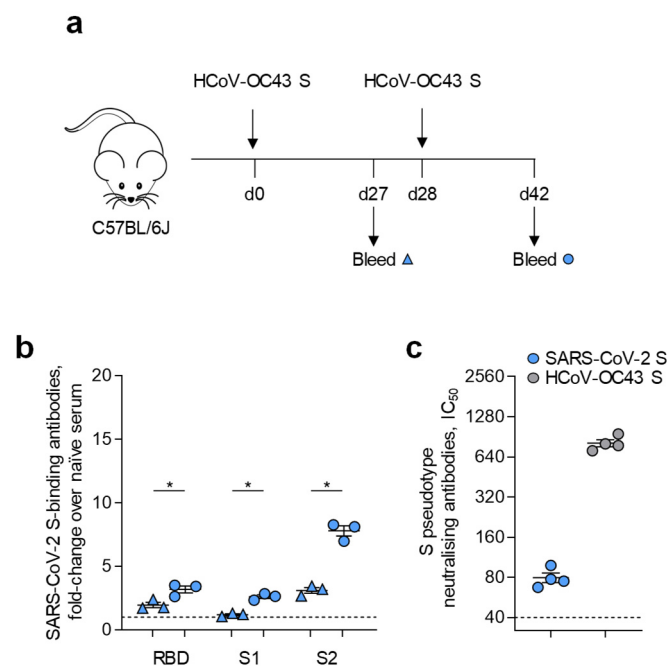 a
HCoV-OC43 S HCoV-OC43 S
d0 d27 d28 d42
C57BL/6J
Bleed Bleed
b
SARS-CoV-2 S-binding antibodies,
fold-change over naïve serum
20
15
10
5
0
* * *
RBD S1 S2
c
SARS-CoV-2 S
HCoV-OC43 S
S pseudotype
neutralising antibodies, IC50
2560
1280
640
320
160
80
40